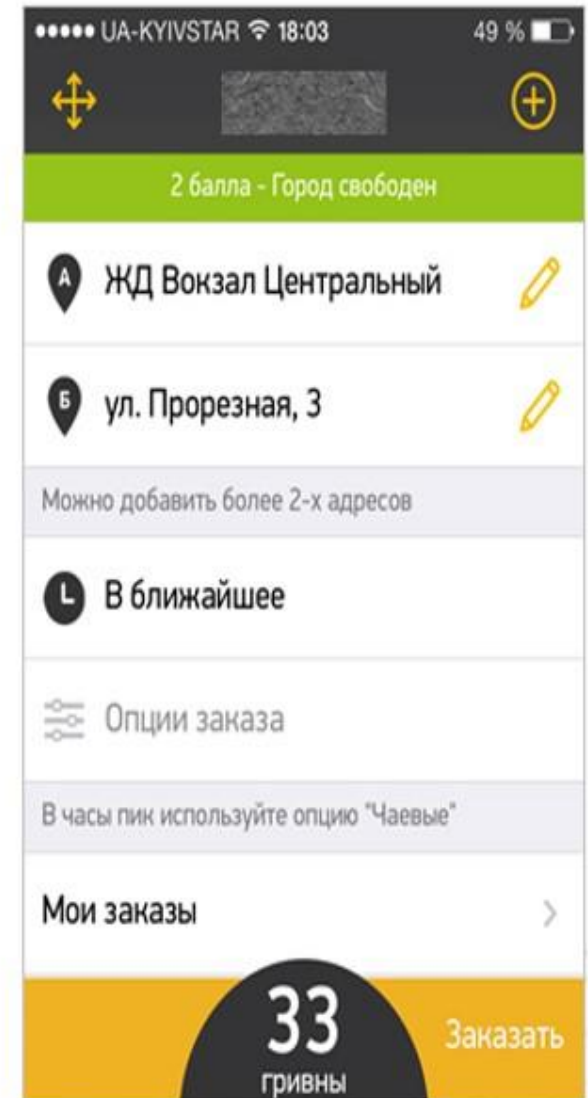 UA-KYIVSTAR 18:03 49 %
2 балла - Город свободен
А ЖД Вокзал Центральный
Б ул. Прорезная, 3
Можно добавить более 2-х адресов
В ближайшее
Опции заказа
В часы пик используйте опцию "Чаевые"
Мои заказы
33
гривны
Заказать